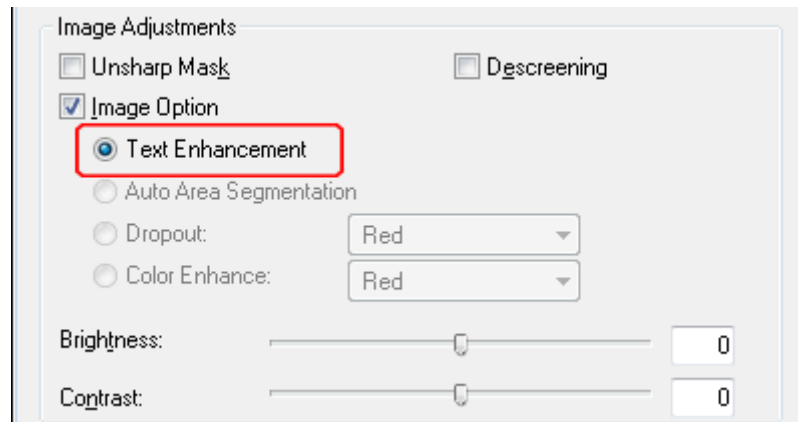 Image Adjustments
Unsharp Mask Descreening
Image Option
Text Enhancement
Auto Area Segmentation
Dropout: Red
Color Enhance: Red
Brightness: 0
Contrast: 0